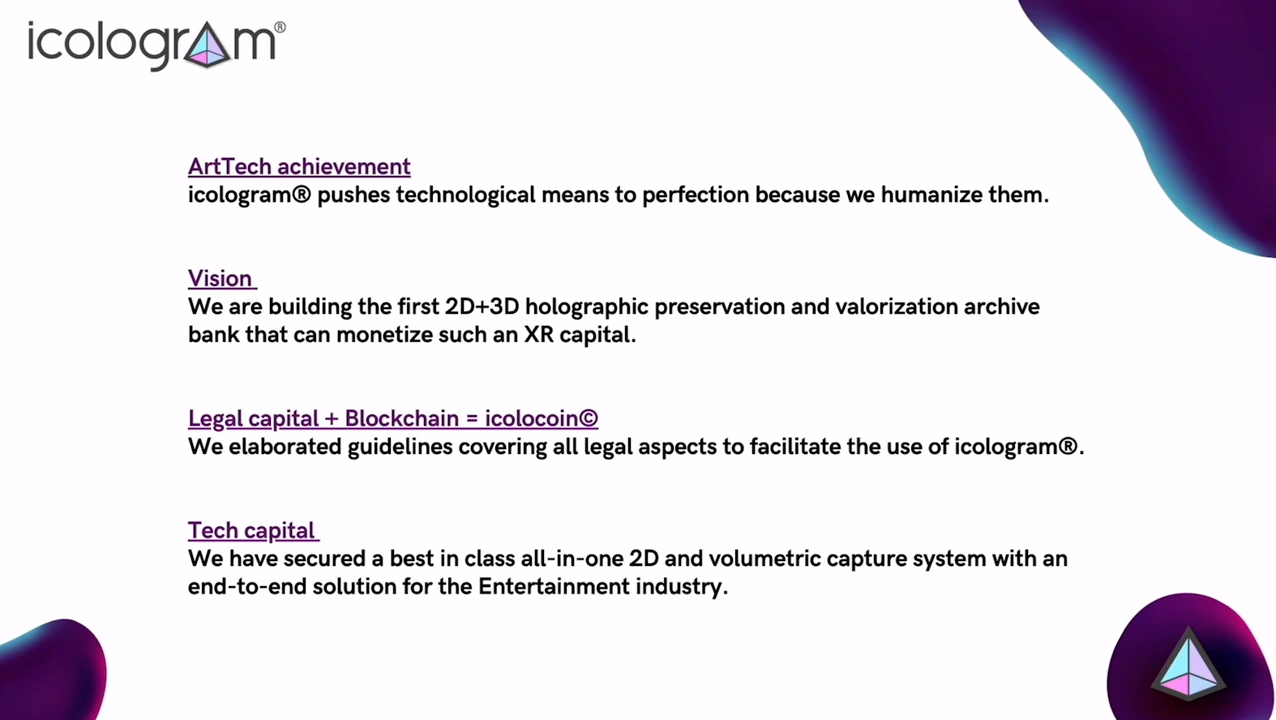 icologram®
ArtTech achievement
icologram® pushes technological means to perfection because we humanize them.
Vision
We are building the first 2D+3D holographic preservation and valorization archive
bank that can monetize such an XR capital.
Legal capital + Blockchain = icolocoin©
We elaborated guidelines covering all legal aspects to facilitate the use of icologram®.
Tech capital
We have secured a best in class all-in-one 2D and volumetric capture system with an
end-to-end solution for the Entertainment industry.